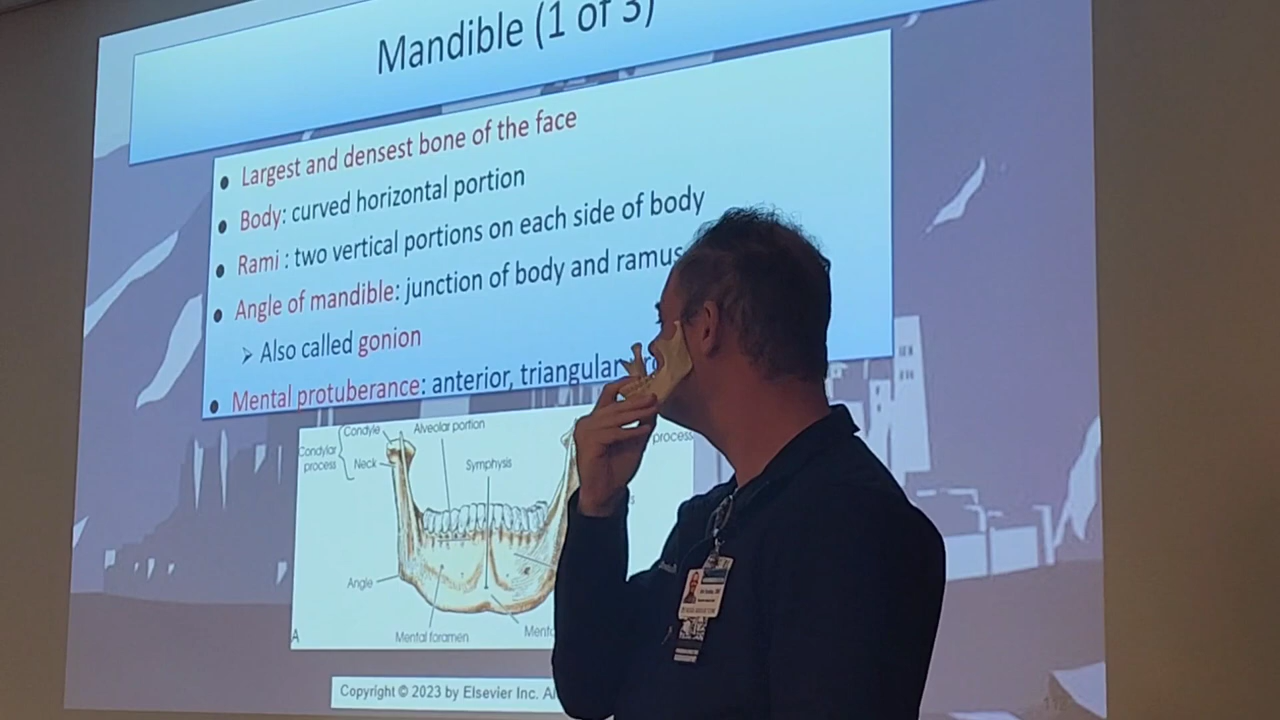 Mandible (1 of 3)
Largest and densest bone of the face
Body: curved horizontal portion
Rami : two vertical portions on each side of body
Angle of mandible: junction of body and ramus
Also called gonion
Mental protuberance: anterior, triangular
Condyle
Alveolar portion
Condylar
process
process
Neck
Symphysis
Angle
A
Mental foramen
Copyright © 2023 by Elsevier Inc.